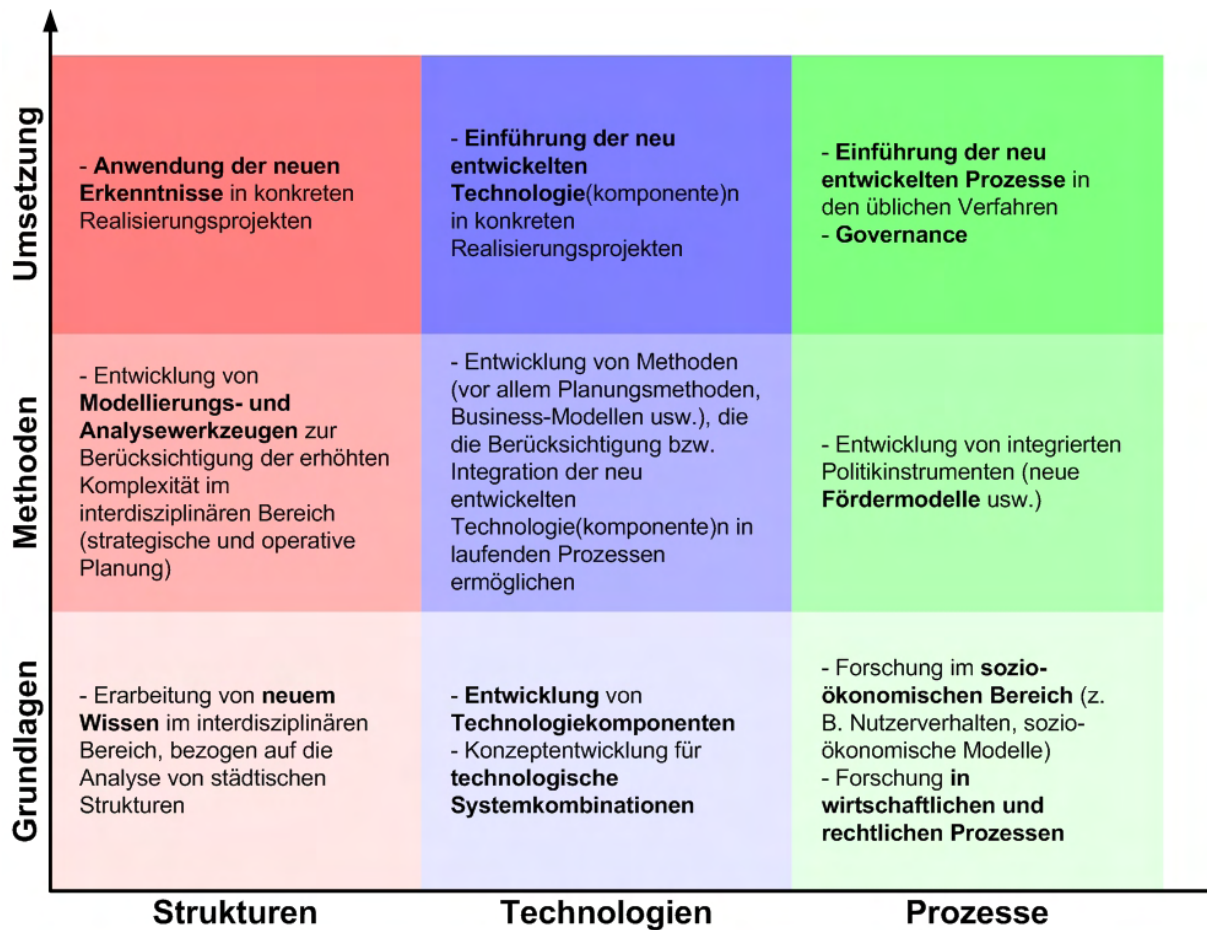 Umsetzung
- Anwendung der neuen
Erkenntnisse in konkreten
Realisierungsprojekten
- Einführung der neu
entwickelten
Technologie(komponente)n
in konkreten
Realisierungsprojekten
- Einführung der neu
entwickelten Prozesse in
den üblichen Verfahren
- Governance
Methoden
- Entwicklung von
Modellierungs- und
Analysewerkzeugen zur
Berücksichtigung der erhöhten
Komplexität im
interdisziplinären Bereich
(strategische und operative
Planung)
- Entwicklung von Methoden
(vor allem Planungsmethoden,
Business-Modellen usw.), die
die Berücksichtigung bzw.
Integration der neu
entwickelten
Technologie(komponente)n in
laufenden Prozessen
ermöglichen
- Entwicklung von integrierten
Politikinstrumenten (neue
Fördermodelle usw.)
Grundlagen
- Erarbeitung von neuem
Wissen im interdisziplinären
Bereich, bezogen auf die
Analyse von städtischen
Strukturen
- Entwicklung von
Technologiekomponenten
- Konzeptentwicklung für
technologische
Systemkombinationen
- Forschung im sozio-
ökonomischen Bereich (z.
B. Nutzerverhalten, sozio-
ökonomische Modelle)
- Forschung in
wirtschaftlichen und
rechtlichen Prozessen
Strukturen
Technologien
Prozesse